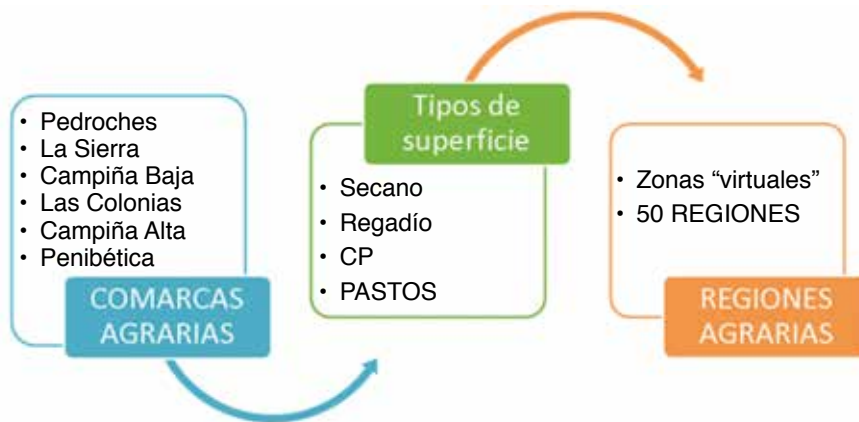 • Pedroches
• La Sierra
• Campiña Baja
• Las Colonias
• Campiña Alta
• Penibética
COMARCAS
AGRARIAS
Tipos de
superficie
• Secano
• Regadío
• CP
• PASTOS
• Zonas “virtuales”
• 50 REGIONES
REGIONES
AGRARIAS